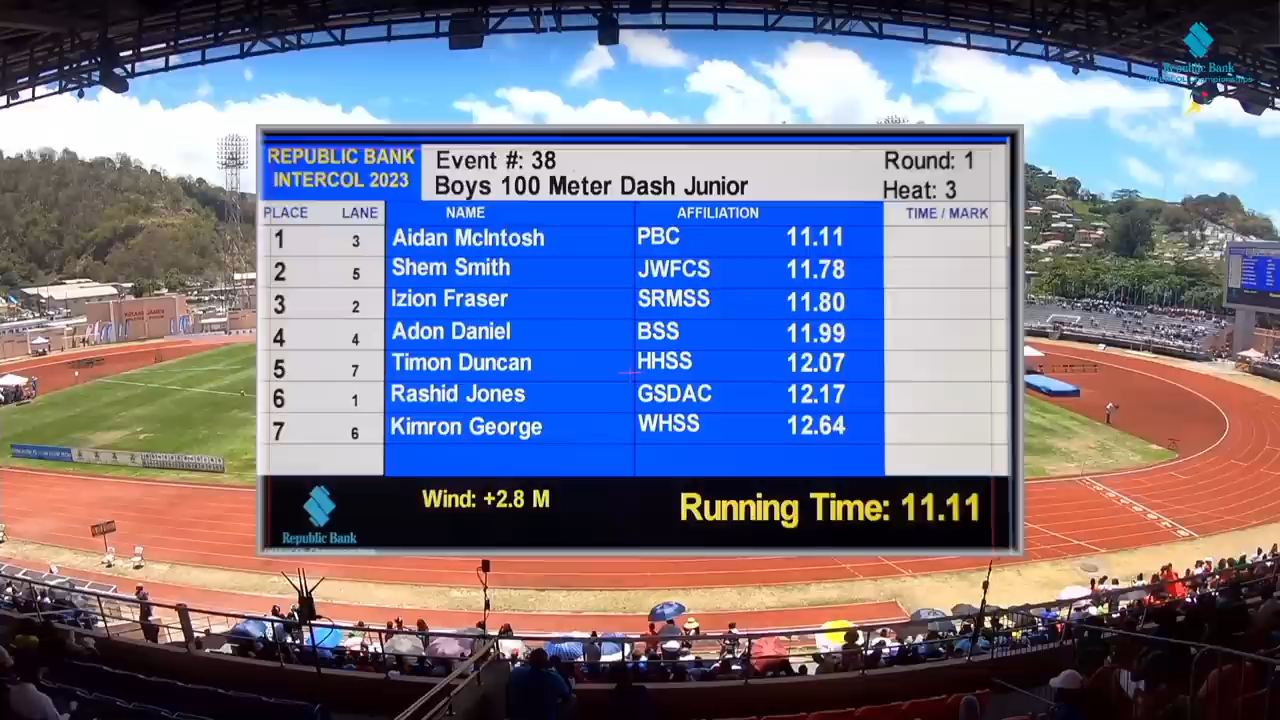 Republic Bank
REPUBLIC BANK
INTERCOL 2023
Event #: 38
Round: 1
Boys 100 Meter Dash Junior
Heat: 3
PLACE LANE NAME AFFILIATION TIME / MARK
1 3 Aidan McIntosh PBC 11.11
2 5 Shem Smith JWFCS 11.78
3 2 Izion Fraser SRMSS 11.80
4 4 Adon Daniel BSS 11.99
5 7 Timon Duncan HHSS 12.07
6 1 Rashid Jones GSDAC 12.17
7 6 Kimron George WHSS 12.64
Wind: +2.8 M
Running Time: 11.11
Republic Bank